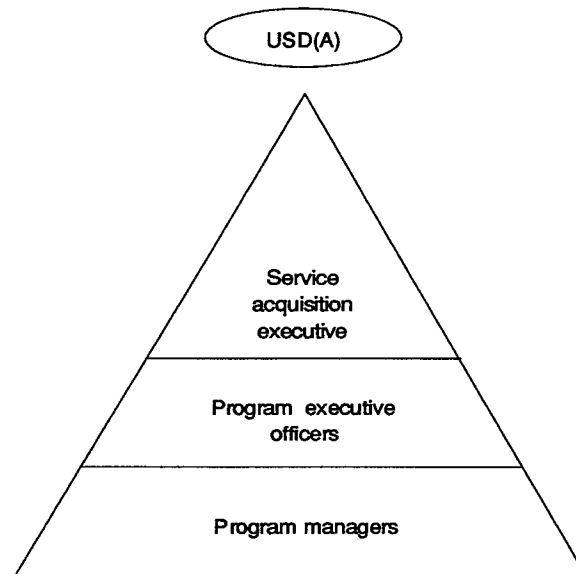 USD(A)
Service
acquisition
executive
Program executive
officers
Program managers